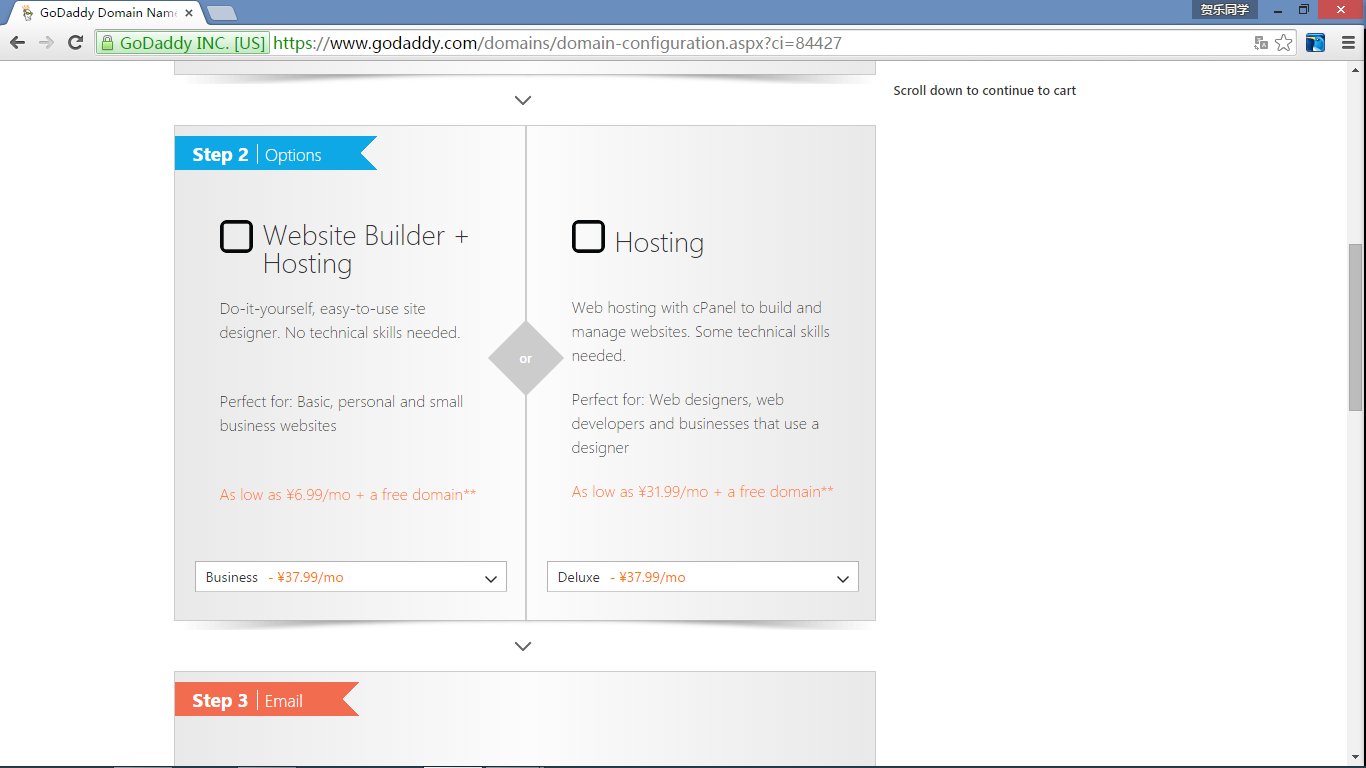 GoDaddy Domain Name
贺乐同学
GoDaddy INC. [US] https://www.godaddy.com/domains/domain-configuration.aspx?ci=84427
Scroll down to continue to cart
Step 2 | Options
Website Builder +
Hosting
Do-it-yourself, easy-to-use site
designer. No technical skills needed.
Perfect for: Basic, personal and small
business websites
As low as ¥6.99/mo + a free domain**
Business - ¥37.99/mo
or
Hosting
Web hosting with cPanel to build and
manage websites. Some technical skills
needed.
Perfect for: Web designers, web
developers and businesses that use a
designer
As low as ¥31.99/mo + a free domain**
Deluxe - ¥37.99/mo
Step 3 | Email